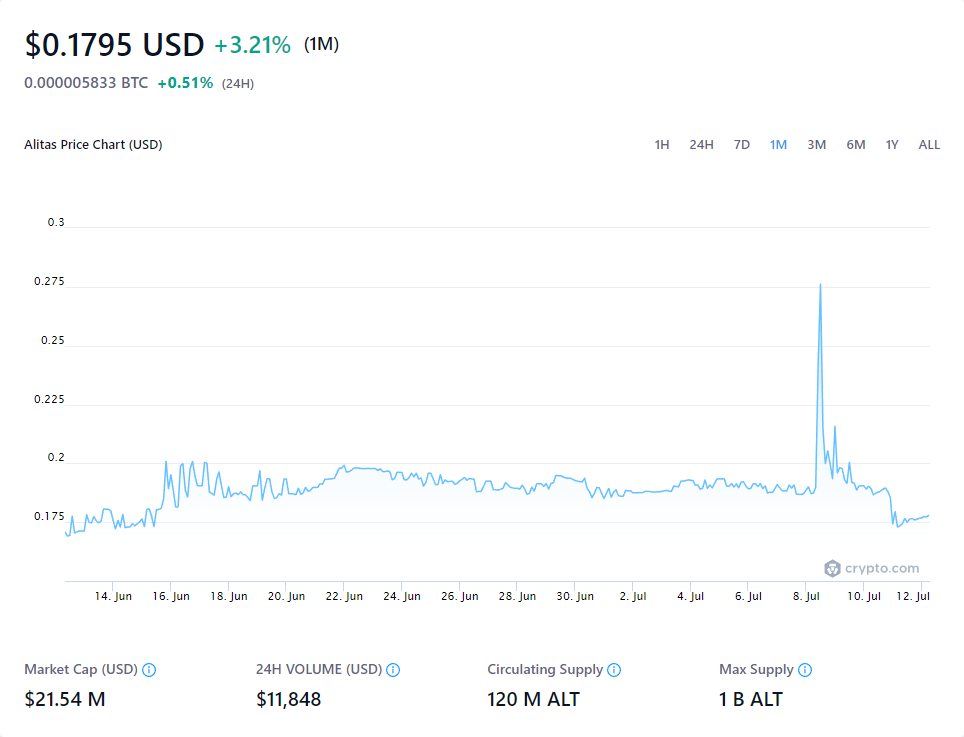 $0.1795 USD +3.21% (1M)
0.000005833 BTC +0.51% (24H)
Alitas Price Chart (USD) 1H 24H 7D 1M 3M 6M 1Y ALL
0.3
0.275
0.25
0.225
0.2
0.175
crypto.com
14. Jun 16. Jun 18. Jun 20. Jun 22. Jun 24. Jun 26. Jun 28. Jun 30. Jun 2. Jul 4. Jul 6. Jul 8. Jul 10. Jul 12. Jul
Market Cap (USD) 24H VOLUME (USD) Circulating Supply Max Supply
$21.54 M $11,848 120 M ALT 1 B ALT